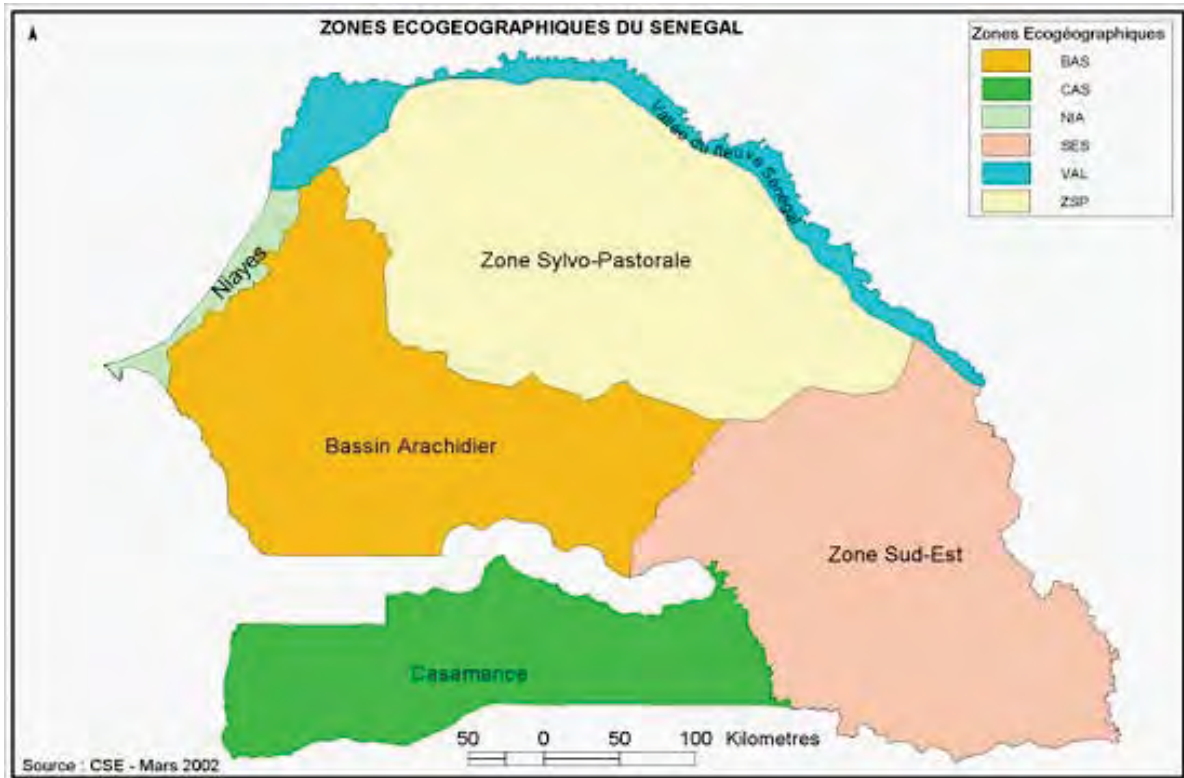 ZONES ECOGEOGRAPHIQUES DU SENEGAL
Zones Ecogéographiques
BAS
CAS
NIA
SES
VAL
ZSP
Vallée du fleuve Sénégal
Zone Sylvo-Pastorale
Niayes
Bassin Arachidier
Zone Sud-Est
Casamance
50 0 50 100 Kilometres
Source : CSE - Mars 2002